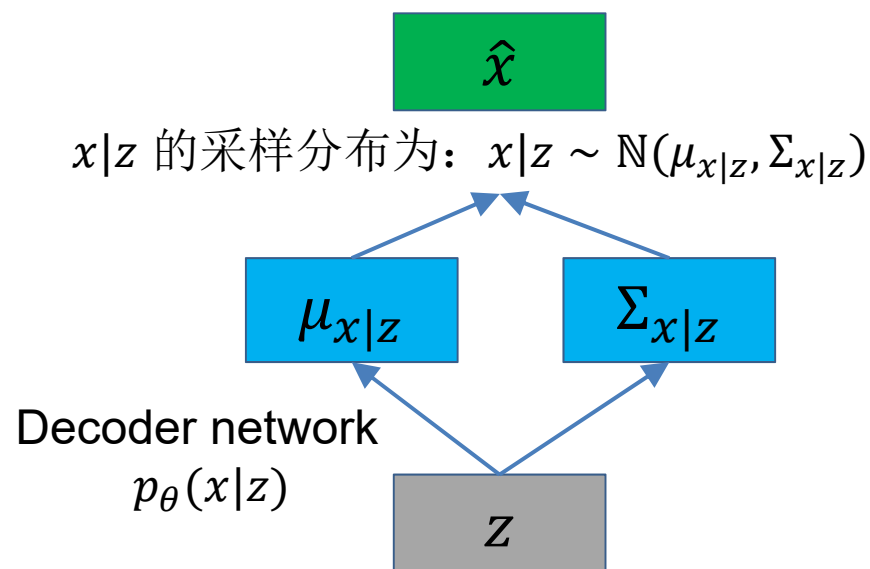 x̂
x|z 的采样分布为：x|z ~ ℕ(μ_{x|z}, Σ_{x|z})
μ_{x|z}
Σ_{x|z}
Decoder network
p_θ(x|z)
z